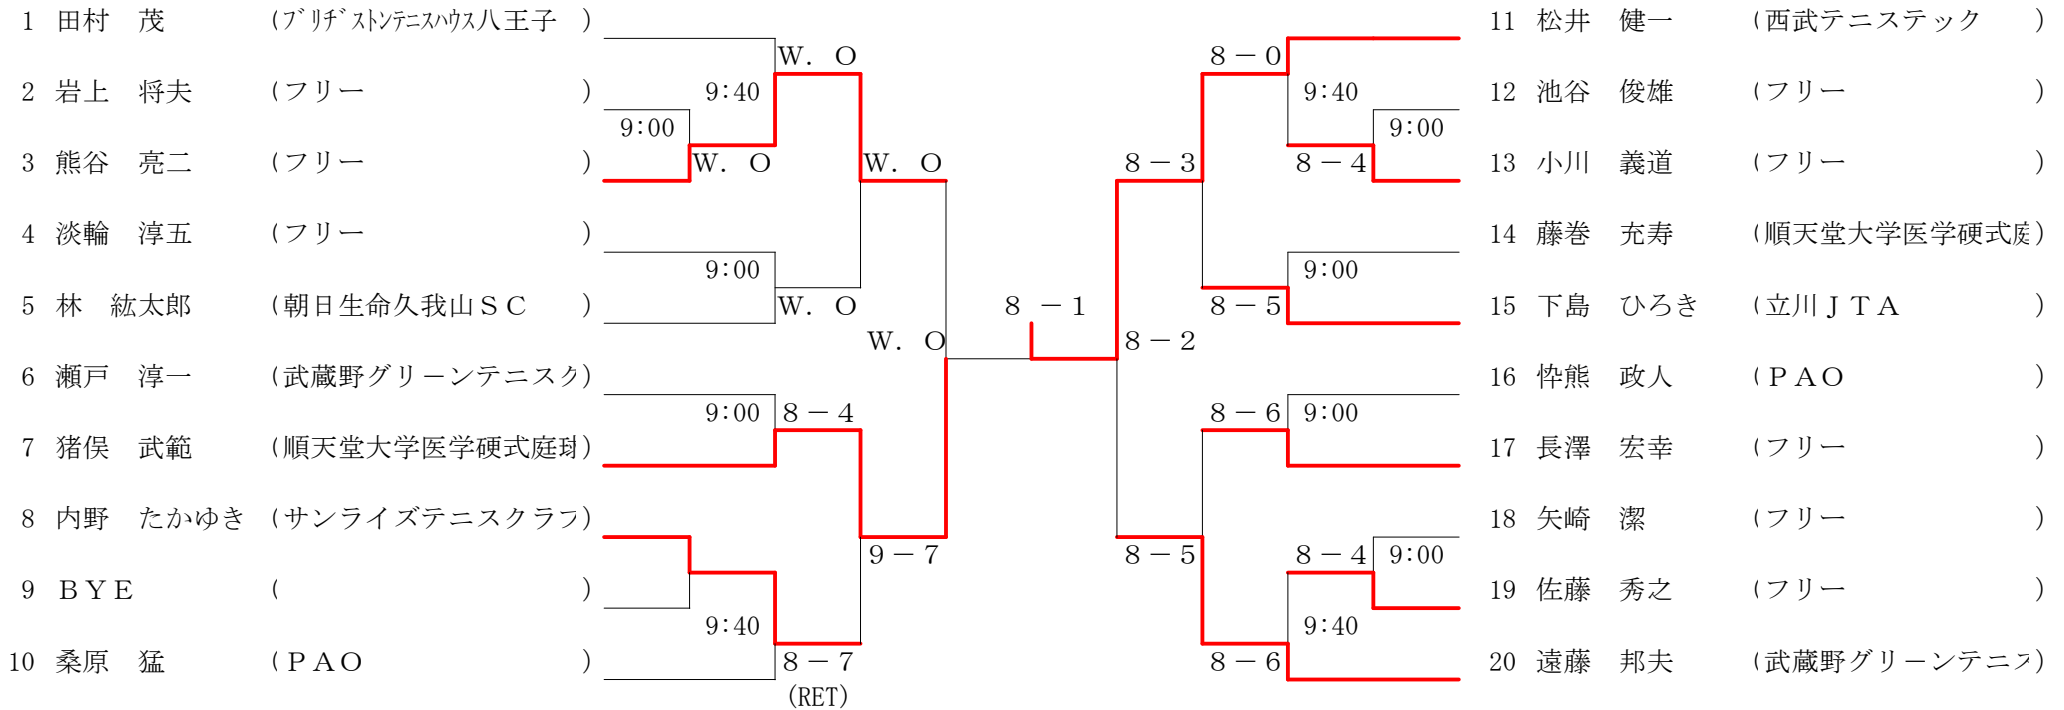 1 田村 茂 (ブリヂストンテニスハウス八王子 )
W. O
2 岩上 将夫 (フリー )
9:40
9:00
3 熊谷 亮二 (フリー )
W. O
W. O
4 淡輪 淳五 (フリー )
9:00
5 林 紘太郎 (朝日生命久我山SC )
W. O
W. O
6 瀬戸 淳一 (武蔵野グリーンテニスク)
9:00
8-4
7 猪俣 武範 (順天堂大学医学硬式庭球)
8 内野 たかゆき (サンライズテニスクラブ)
9-7
9 BYE ( )
9:40
10 桑原 猛 (PAO )
8-7
(RET)
8 -1
11 松井 健一 (西武テニステック )
8-0
12 池谷 俊雄 (フリー )
9:40
9:00
13 小川 義道 (フリー )
8-3
8-4
14 藤巻 充寿 (順天堂大学医学硬式庭)
9:00
15 下島 ひろき (立川JTA )
8-5
8-2
16 忰熊 政人 (PAO )
8-6
9:00
17 長澤 宏幸 (フリー )
18 矢崎 潔 (フリー )
8-5
8-4
9:00
19 佐藤 秀之 (フリー )
9:40
20 遠藤 邦夫 (武蔵野グリーンテニス)
8-6